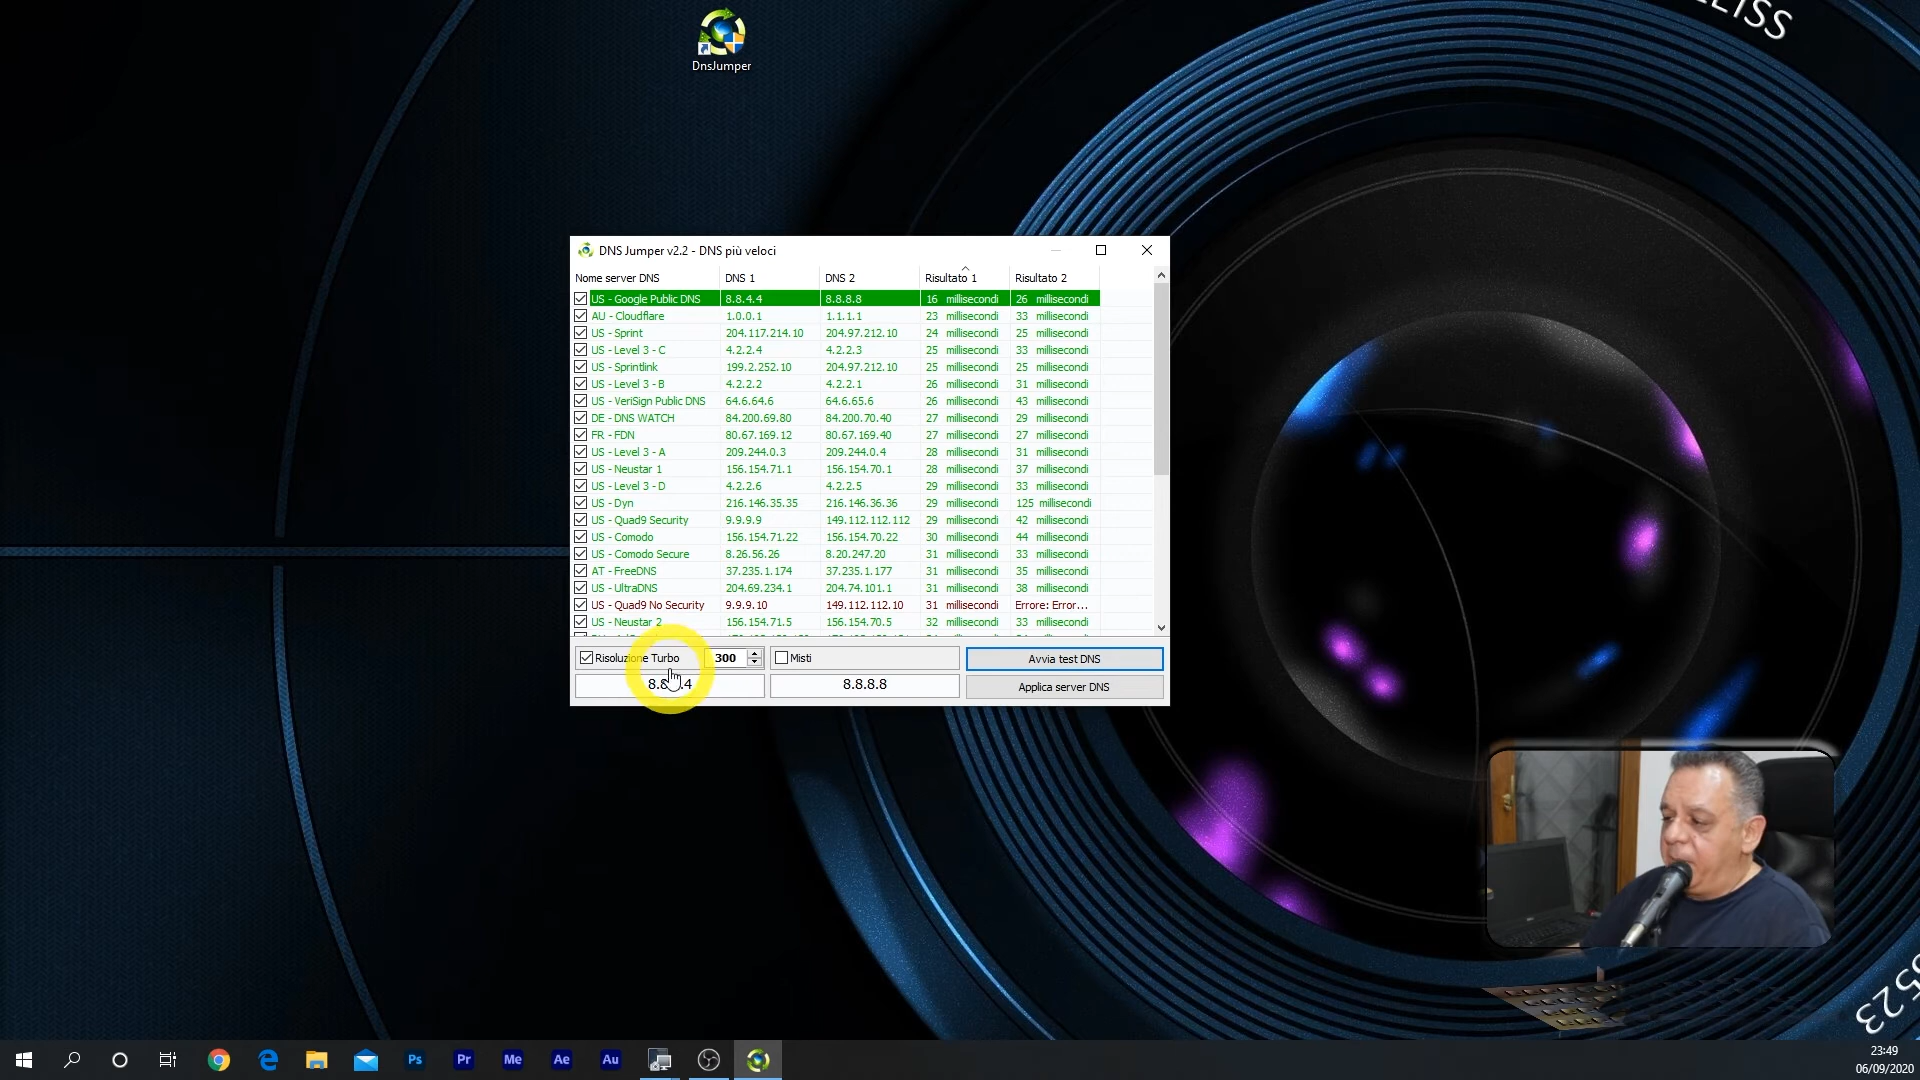 EISS
DnsJumper
DNS Jumper v2.2 - DNS più veloci
Nome server DNS DNS 1 DNS 2 Risultato 1 Risultato 2
US - Google Public DNS 8.8.4.4 8.8.8.8 16 millisecondi 26 millisecondi
AU - Cloudflare 1.0.0.1 1.1.1.1 23 millisecondi 33 millisecondi
US - Sprint 204.117.214.10 204.97.212.10 24 millisecondi 25 millisecondi
US - Level 3 - C 4.2.2.4 4.2.2.3 25 millisecondi 33 millisecondi
US - Sprintlink 199.2.252.10 204.97.212.10 25 millisecondi 25 millisecondi
US - Level 3 - B 4.2.2.2 4.2.2.1 26 millisecondi 31 millisecondi
US - VeriSign Public DNS 64.6.64.6 64.6.65.6 26 millisecondi 43 millisecondi
DE - DNS WATCH 84.200.69.80 84.200.70.40 27 millisecondi 29 millisecondi
FR - FDN 80.67.169.12 80.67.169.40 27 millisecondi 27 millisecondi
US - Level 3 - A 209.244.0.3 209.244.0.4 28 millisecondi 31 millisecondi
US - Neustar 1 156.154.71.1 156.154.70.1 28 millisecondi 37 millisecondi
US - Level 3 - D 4.2.2.6 4.2.2.5 29 millisecondi 33 millisecondi
US - Dyn 216.146.35.35 216.146.36.36 29 millisecondi 125 millisecondi
US - Quad9 Security 9.9.9.9 149.112.112.112 29 millisecondi 42 millisecondi
US - Comodo 156.154.71.22 156.154.70.22 30 millisecondi 44 millisecondi
US - Comodo Secure 8.26.56.26 8.20.247.20 31 millisecondi 33 millisecondi
AT - FreeDNS 37.235.1.174 37.235.1.177 31 millisecondi 35 millisecondi
US - UltraDNS 204.69.234.1 204.74.101.1 31 millisecondi 38 millisecondi
US - Quad9 No Security 9.9.9.10 149.112.112.10 31 millisecondi Errore: Error...
US - Neustar 2 156.154.71.5 156.154.70.5 32 millisecondi 33 millisecondi
Risoluzione Turbo 300 Misti Avvia test DNS
8.8.8.8 Applica server DNS
523
Ps Pr Me Ae Au
23:49
06/09/2020